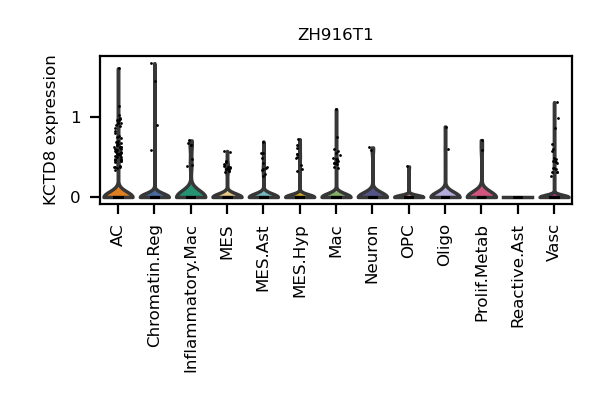 ZH916T1
KCTD8 expression
1
0
AC
Chromatin.Reg
Inflammatory.Mac
MES
MES.Ast
MES.Hyp
Mac
Neuron
OPC
Oligo
Prolif.Metab
Reactive.Ast
Vasc